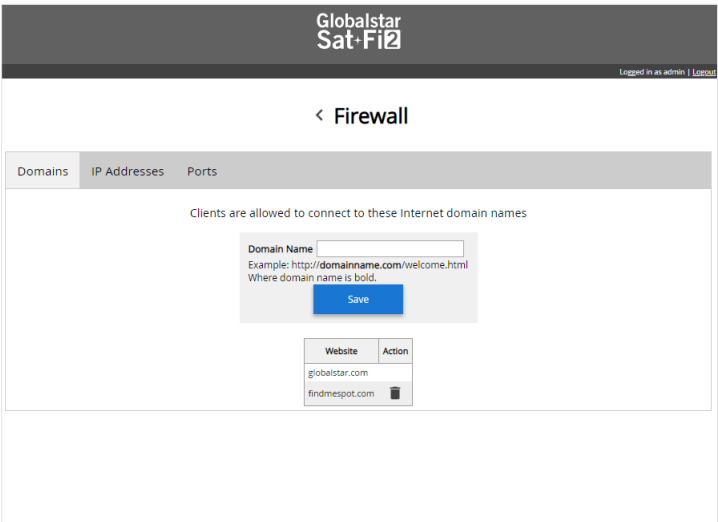 Globalstar
Sat-Fi2
Logged in as admin | Logout
< Firewall
Domains IP Addresses Ports
Clients are allowed to connect to these Internet domain names
Domain Name
Example: http://domainname.com/welcome.html
Where domain name is bold.
Save
Website Action
globalstar.com
findmespot.com